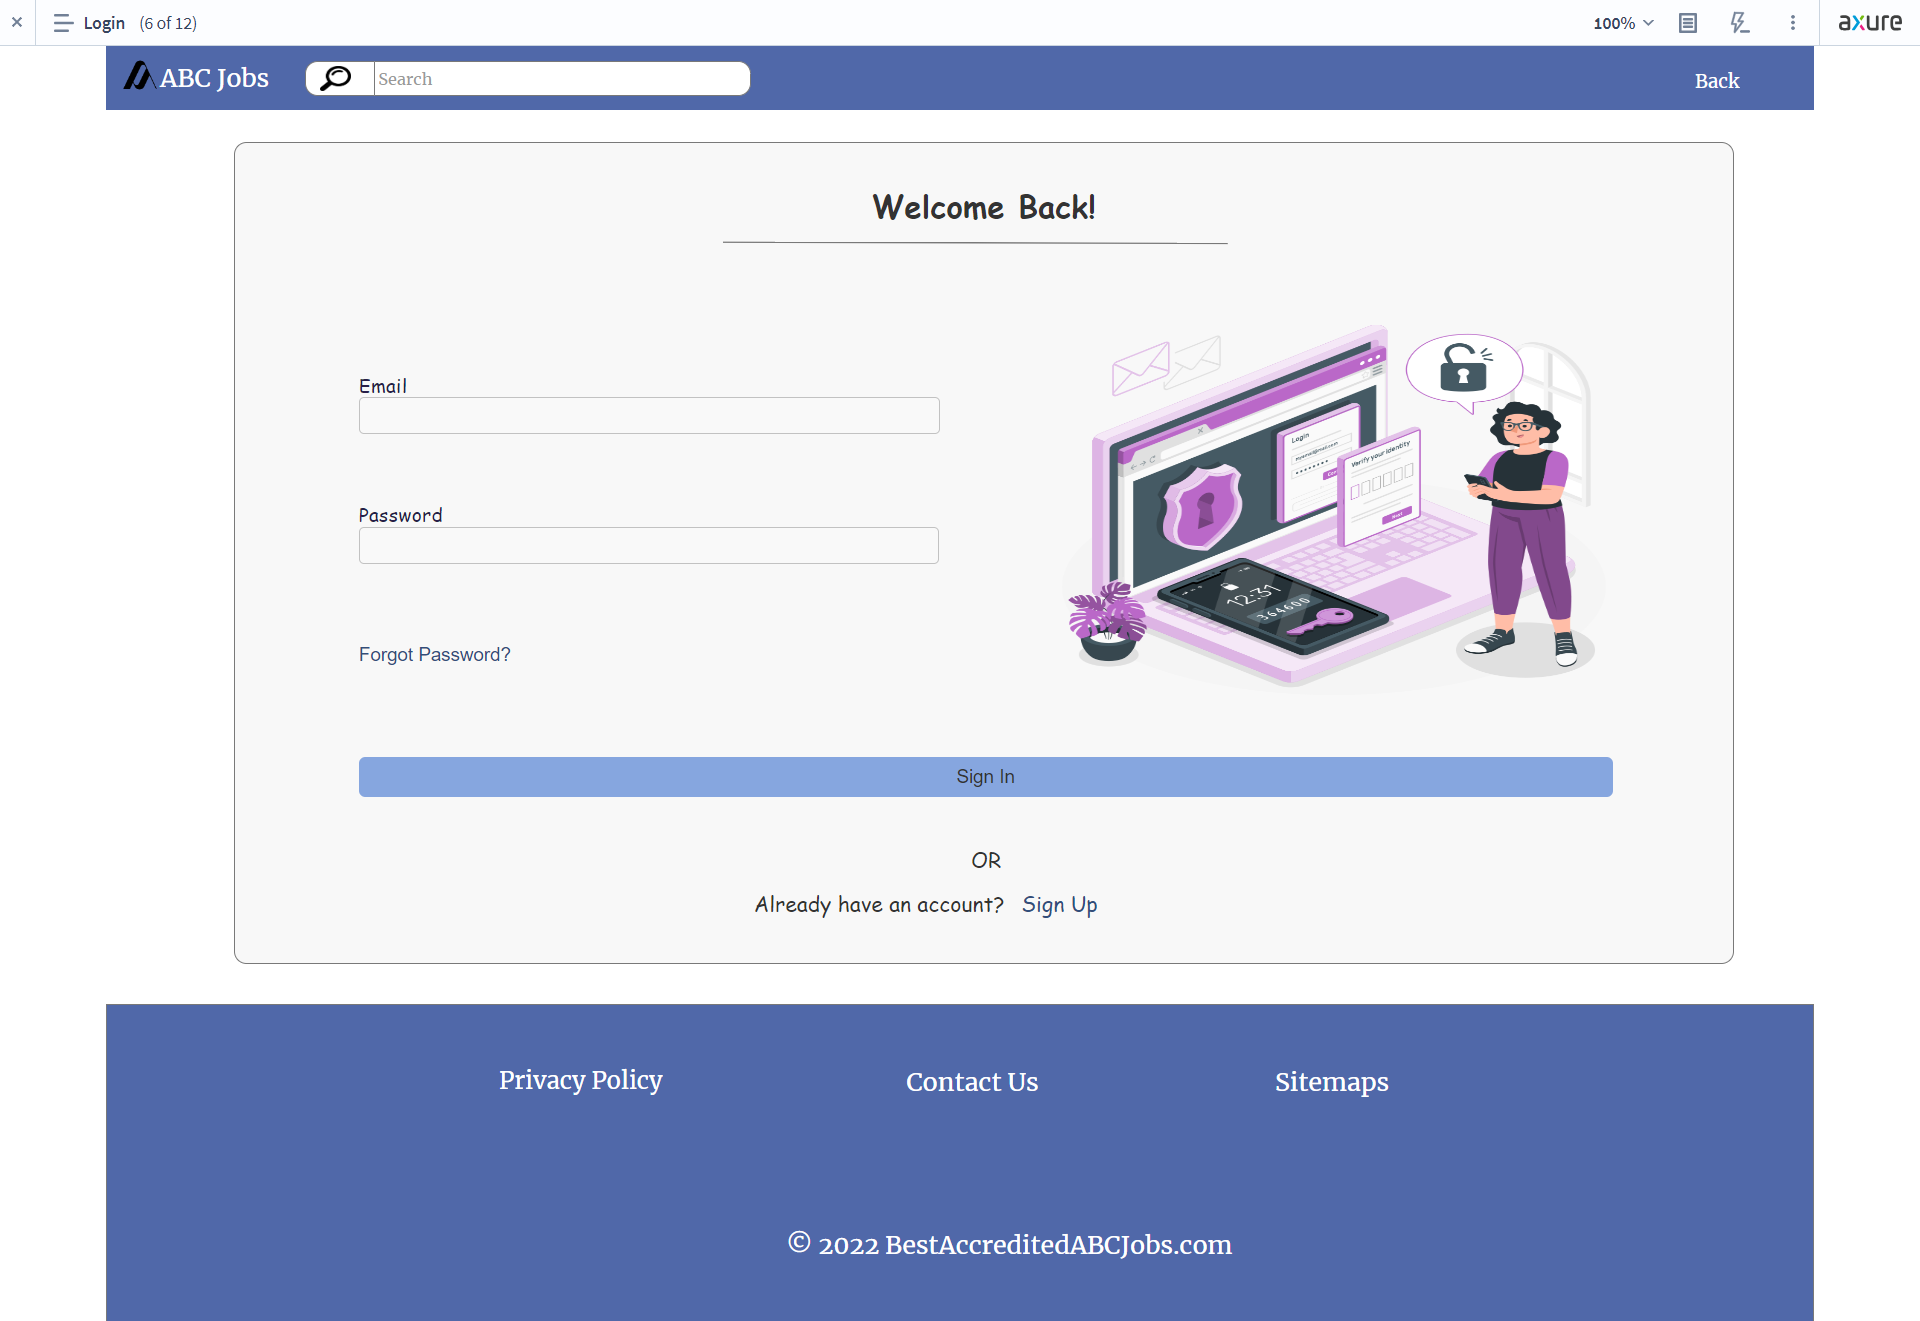 Login (6 of 12)
100%
axure
ABC Jobs
Search
Back
Welcome Back!
Email
Password
Forgot Password?
Login
Verify your identity
Next
12:31
364600
Sign In
OR
Already have an account? Sign Up
Privacy Policy
Contact Us
Sitemaps
© 2022 BestAccreditedABCJobs.com